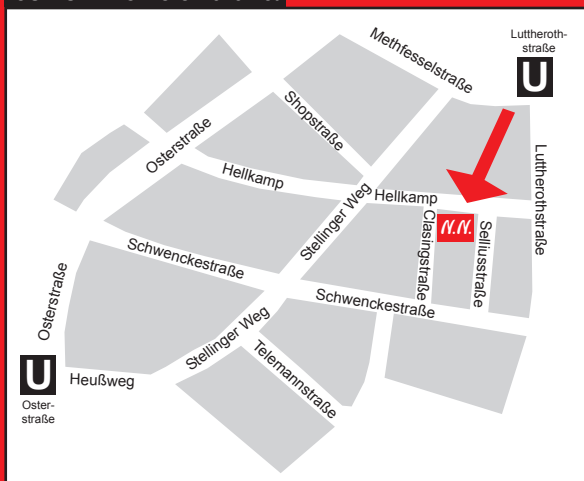 Luttheroth-
straße
U
Methfesselstraße
Shopstraße
Osterstraße
Hellkamp
Hellkamp
Luttherothstraße
Stellinger Weg
Clasingstraße
N.N.
Selliusstraße
Schwenckestraße
Schwenckestraße
Osterstraße
Stellinger Weg
Telemannstraße
U
Heußweg
Oster-
straße